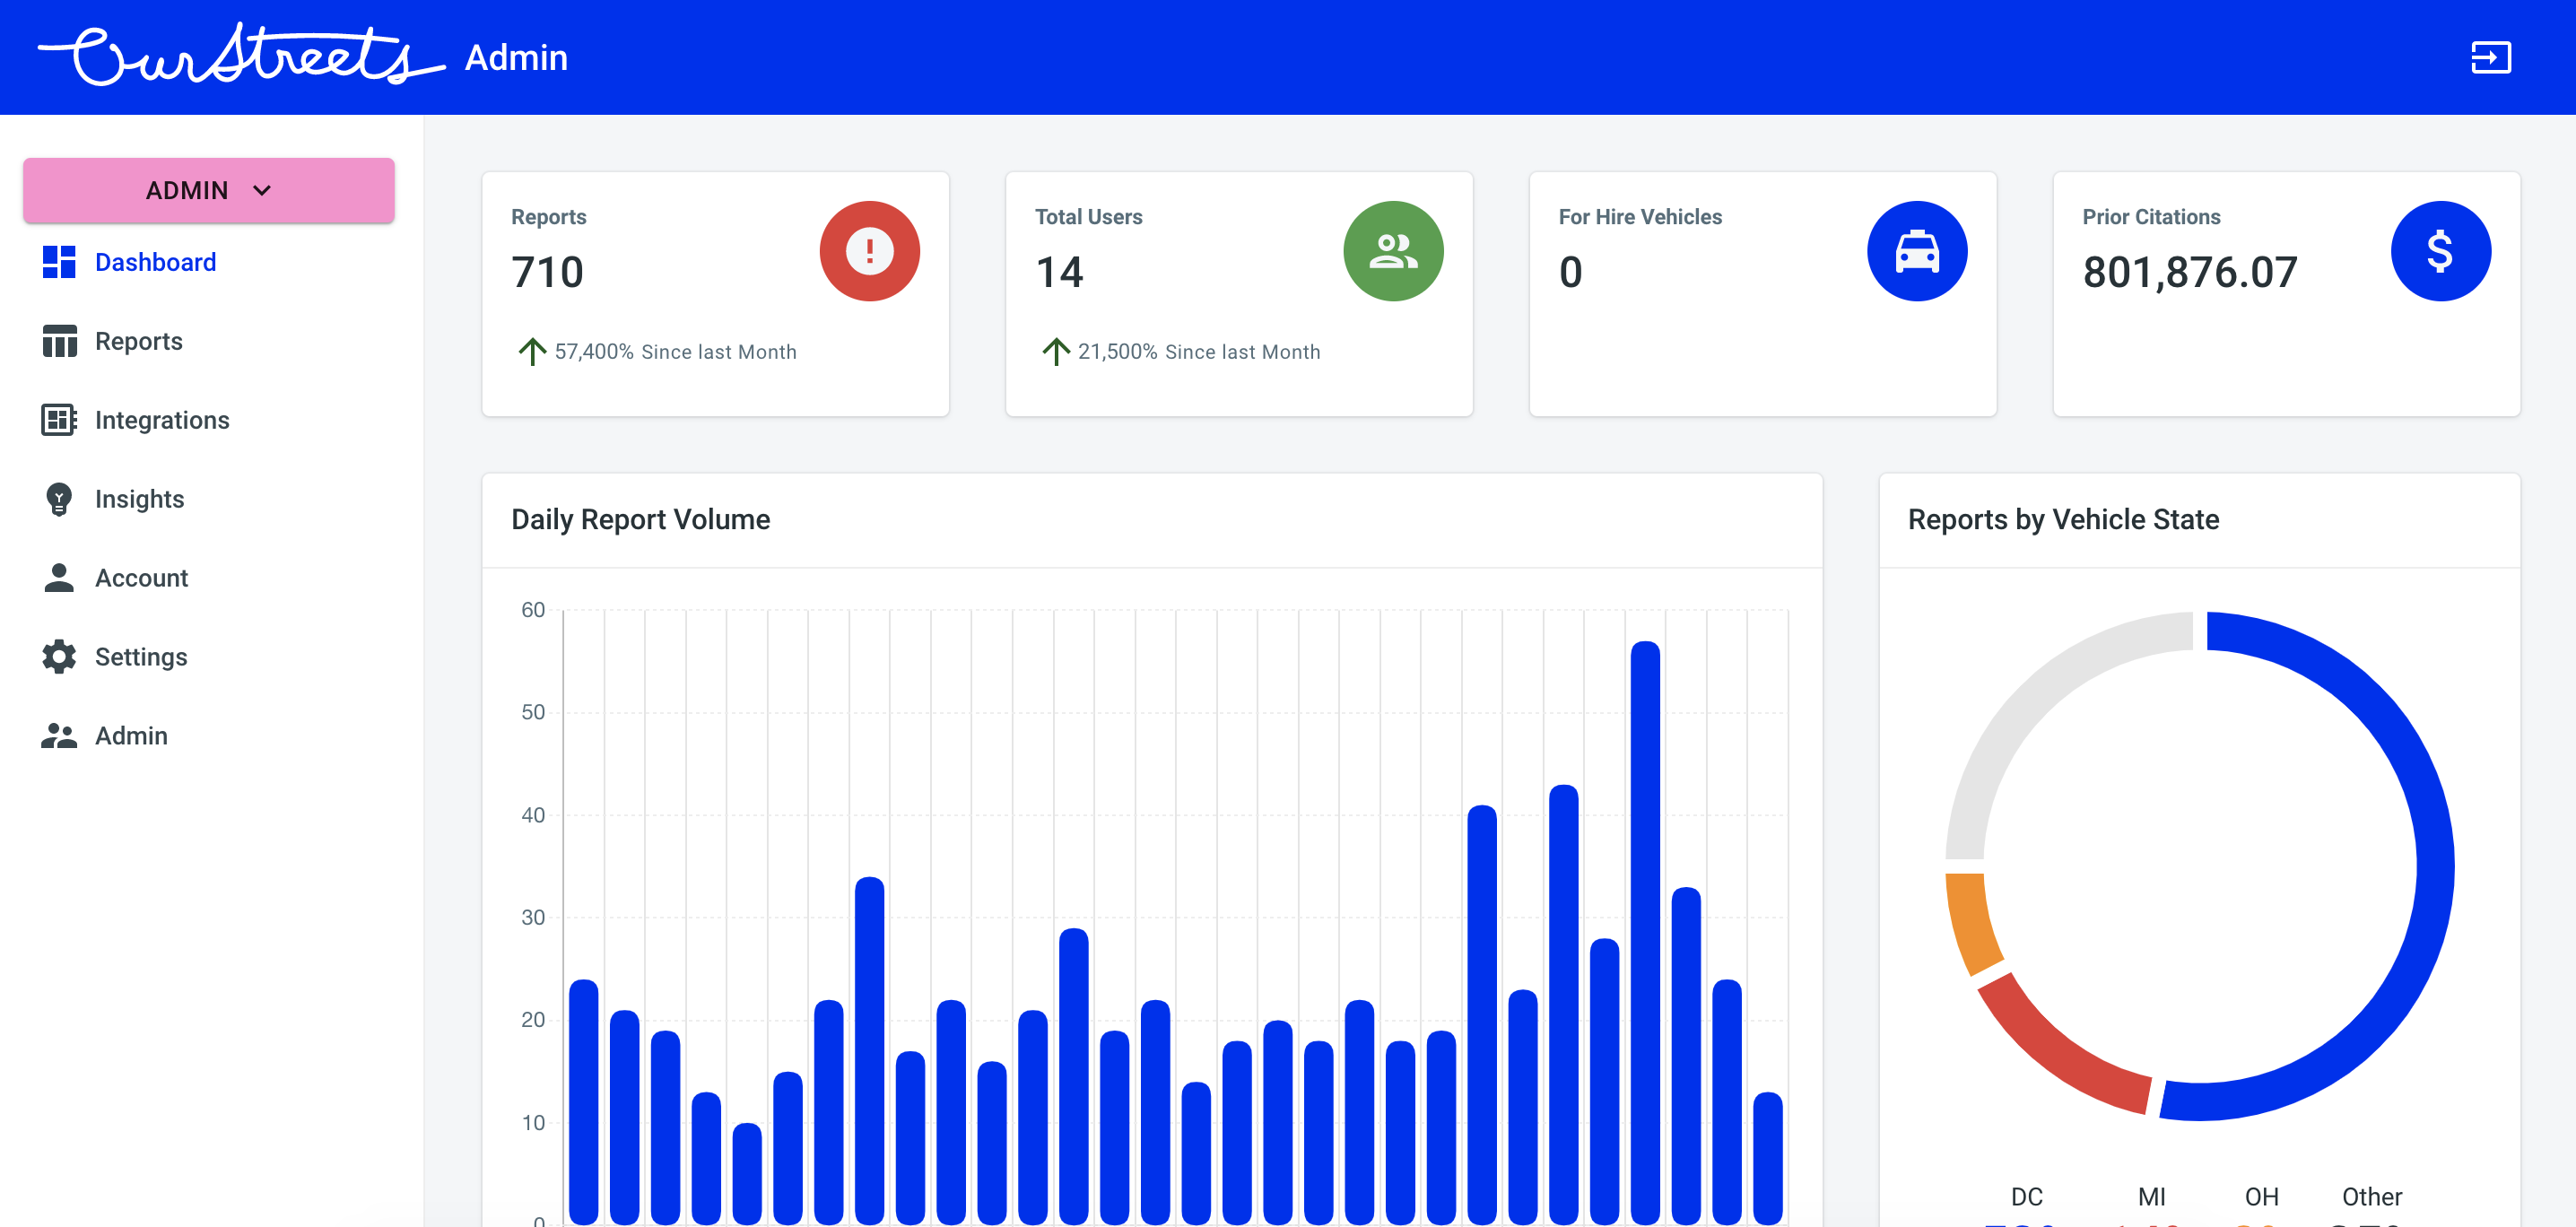 OurStreets Admin
ADMIN
Dashboard
Reports
Integrations
Insights
Account
Settings
Admin
Reports
710
57,400% Since last Month
Total Users
14
21,500% Since last Month
For Hire Vehicles
0
Prior Citations
801,876.07
$
Daily Report Volume
60
50
40
30
20
10
0
Reports by Vehicle State
DC MI OH Other